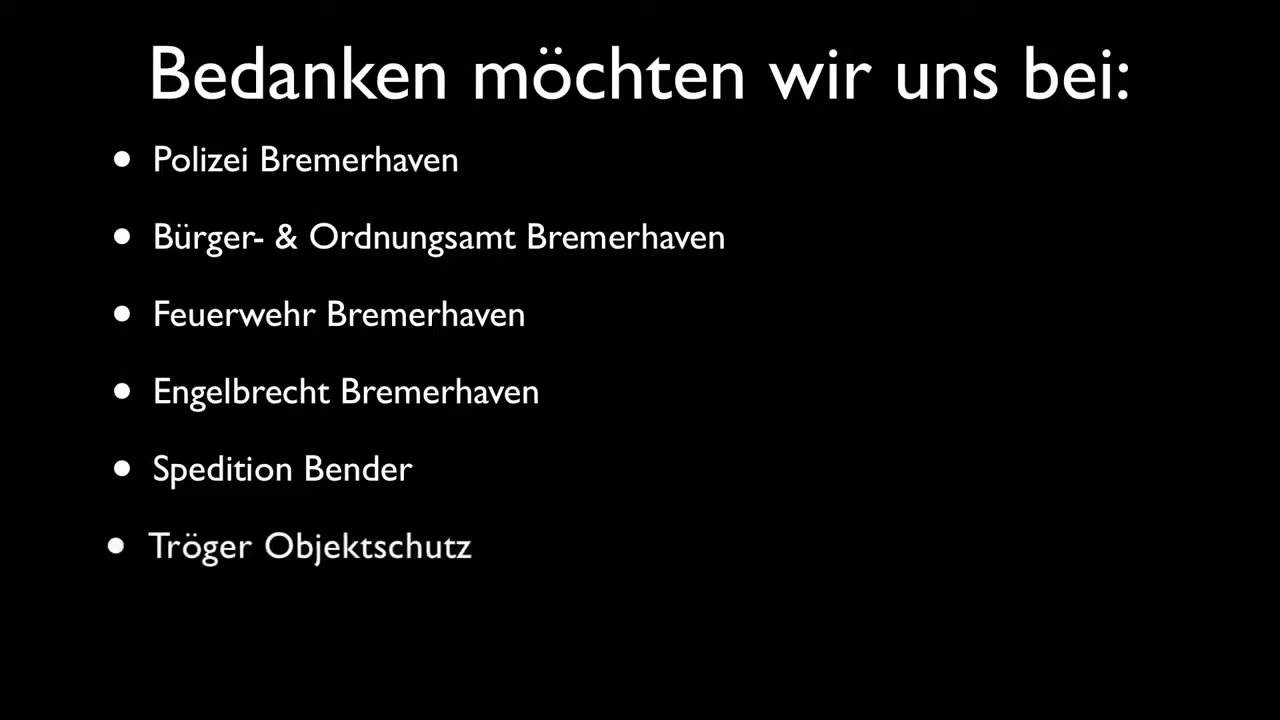 Bedanken möchten wir uns bei:
• Polizei Bremerhaven
• Bürger- & Ordnungsamt Bremerhaven
• Feuerwehr Bremerhaven
• Engelbrecht Bremerhaven
• Spedition Bender
• Tröger Objektschutz